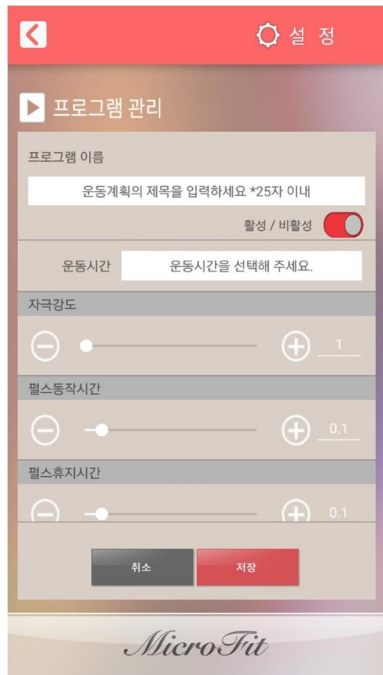 설 정
프로그램 관리
프로그램 이름
운동계획의 제목을 입력하세요 *25자 이내
활성 / 비활성
운동시간 운동시간을 선택해 주세요.
자극강도
1
펄스동작시간
0.1
펄스휴지시간
0.1
취소 저장
MicroFit